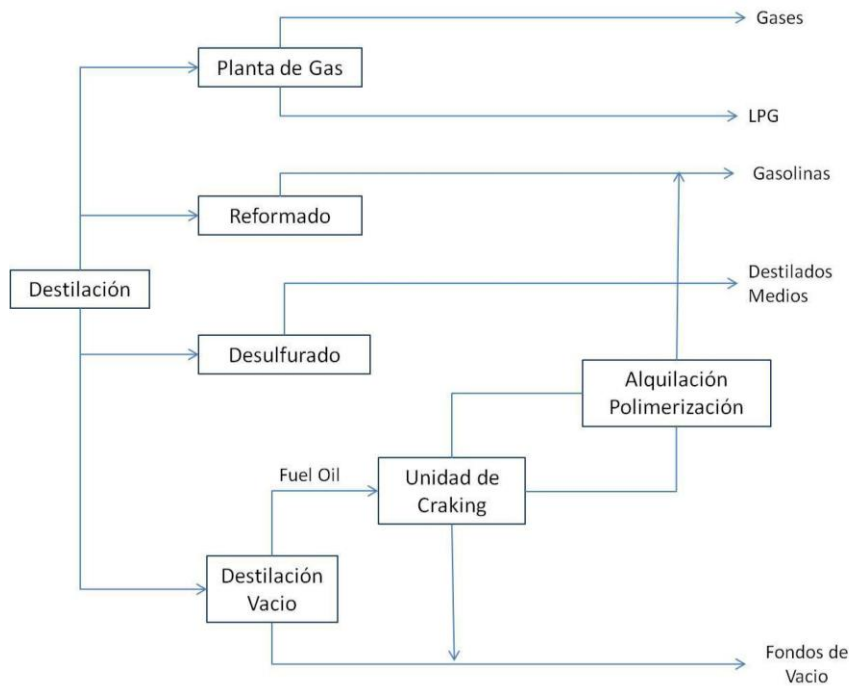 Gases
Planta de Gas
LPG
Gasolinas
Reformado
Destilación
Destilados
Medios
Desulfurado
Alquilación
Polimerización
Fuel Oil
Unidad de
Craking
Destilación
Vacio
Fondos de
Vacio